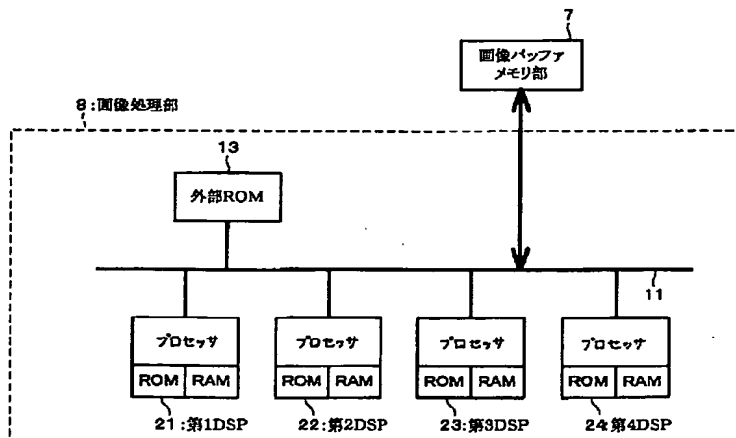 7
画像バッファ
メモリ部
8:画像処理部
13
外部ROM
11
プロセッサ
ROM RAM
プロセッサ
ROM RAM
プロセッサ
ROM RAM
プロセッサ
ROM RAM
21:第1DSP
22:第2DSP
23:第3DSP
24:第4DSP